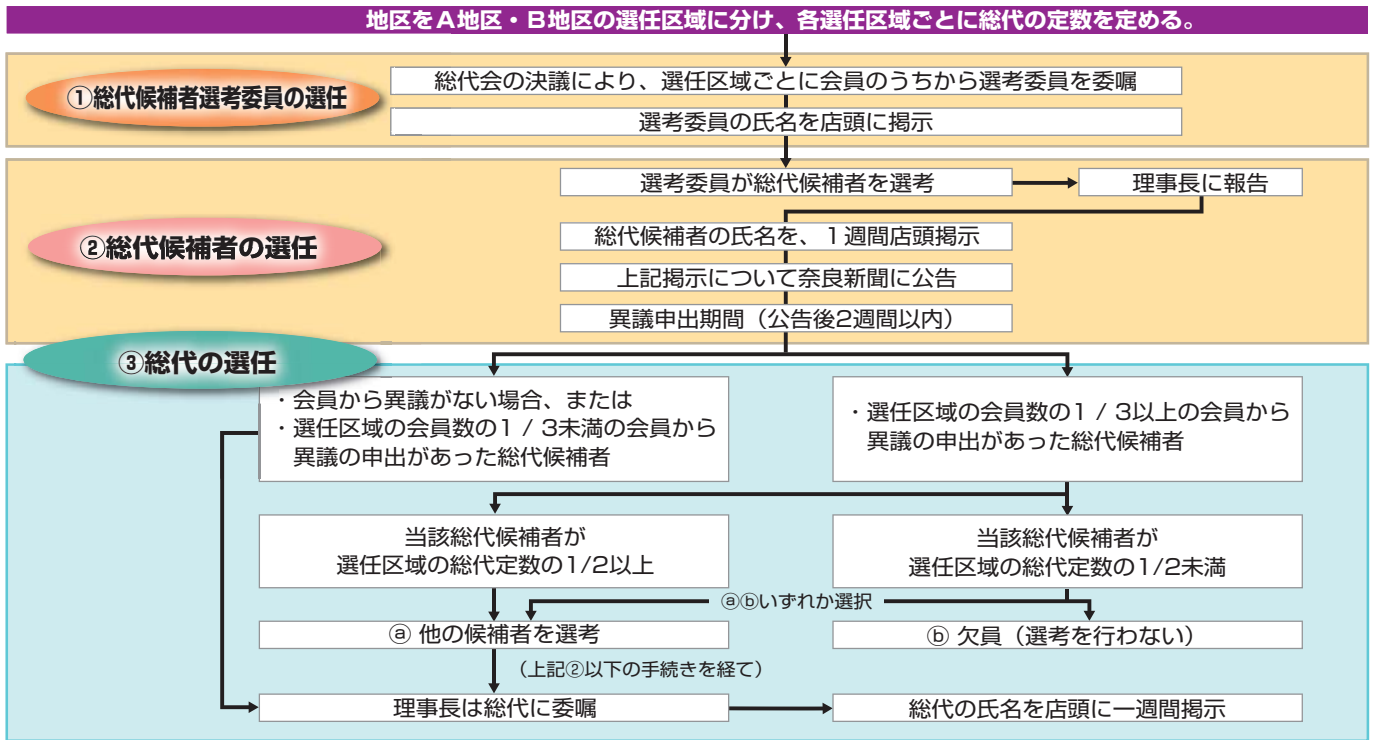 地区をA地区・B地区の選任区域に分け、各選任区域ごとに総代の定数を定める。
①総代候補者選考委員の選任
総代会の決議により、選任区域ごとに会員のうちから選考委員を委嘱
選考委員の氏名を店頭に掲示
②総代候補者の選任
選考委員が総代候補者を選考
理事長に報告
総代候補者の氏名を、1週間店頭掲示
上記掲示について奈良新聞に公告
異議申出期間（公告後2週間以内）
③総代の選任
・会員から異議がない場合、または
・選任区域の会員数の1 / 3未満の会員から
異議の申出があった総代候補者
・選任区域の会員数の1 / 3以上の会員から
異議の申出があった総代候補者
当該総代候補者が
選任区域の総代定数の1/2以上
当該総代候補者が
選任区域の総代定数の1/2未満
ⓐⓑいずれか選択
ⓐ 他の候補者を選考
ⓑ 欠員（選考を行わない）
（上記②以下の手続きを経て）
理事長は総代に委嘱
総代の氏名を店頭に一週間掲示